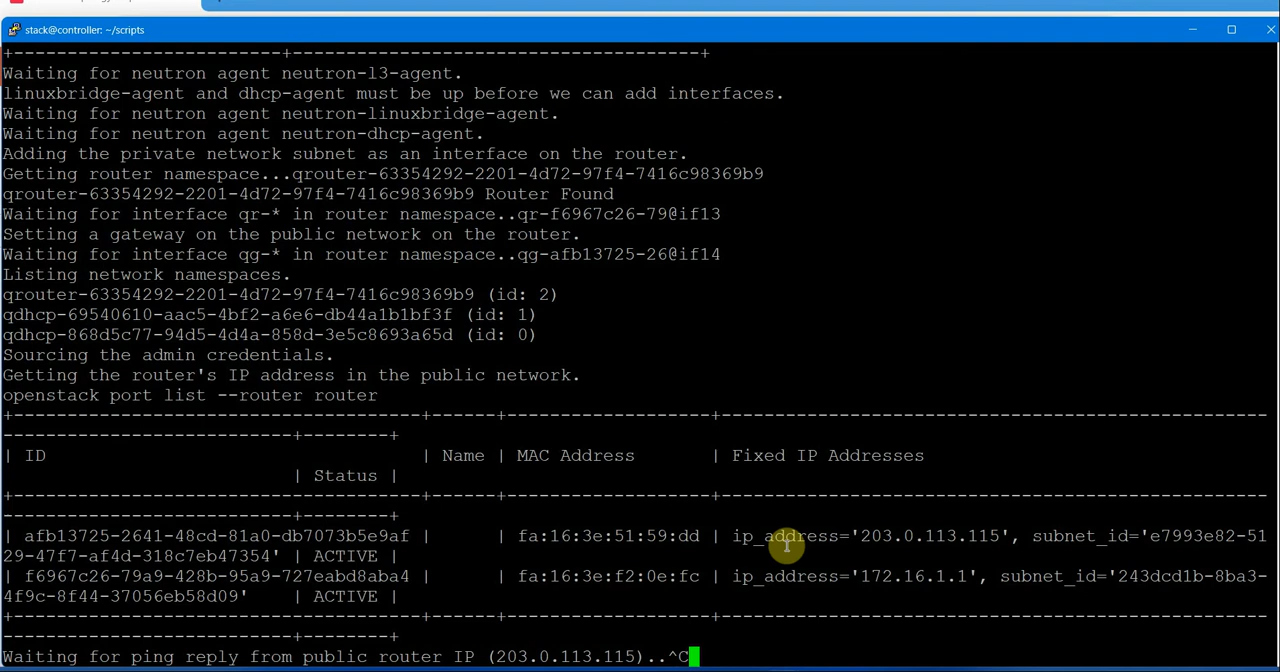 stack@controller: ~/scripts
+--------------------------+--------------------------------------+
Waiting for neutron agent neutron-l3-agent.
linuxbridge-agent and dhcp-agent must be up before we can add interfaces.
Waiting for neutron agent neutron-linuxbridge-agent.
Waiting for neutron agent neutron-dhcp-agent.
Adding the private network subnet as an interface on the router.
Getting router namespace...qrouter-63354292-2201-4d72-97f4-7416c98369b9
qrouter-63354292-2201-4d72-97f4-7416c98369b9 Router Found
Waiting for interface qr-* in router namespace..qr-f6967c26-79@if13
Setting a gateway on the public network on the router.
Waiting for interface qg-* in router namespace..qg-afb13725-26@if14
Listing network namespaces.
qrouter-63354292-2201-4d72-97f4-7416c98369b9 (id: 2)
qdhcp-69540610-aac5-4bf2-a6e6-db44a1b1bf3f (id: 1)
qdhcp-868d5c77-94d5-4d4a-858d-3e5c8693a65d (id: 0)
Sourcing the admin credentials.
Getting the router's IP address in the public network.
openstack port list --router router
+--------------------------------------+------+-------------------+---------------------------------------------------
---------------------------+--------+
| ID | Name | MAC Address | Fixed IP Addresses
| Status |
+--------------------------------------+------+-------------------+---------------------------------------------------
---------------------------+--------+
| afb13725-2641-48cd-81a0-db7073b5e9af | | fa:16:3e:51:59:dd | ip_address='203.0.113.115', subnet_id='e7993e82-51
29-47f7-af4d-318c7eb47354' | ACTIVE |
| f6967c26-79a9-428b-95a9-727eabd8aba4 | | fa:16:3e:f2:0e:fc | ip_address='172.16.1.1', subnet_id='243dcd1b-8ba3-
4f9c-8f44-37056eb58d09' | ACTIVE |
+--------------------------------------+------+-------------------+---------------------------------------------------
---------------------------+--------+
Waiting for ping reply from public router IP (203.0.113.115)..^C